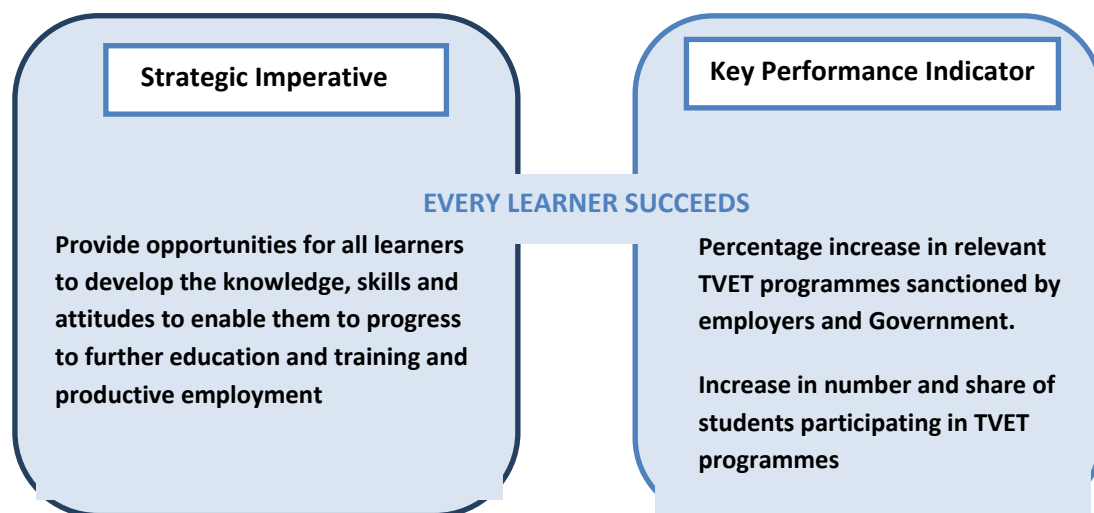 Strategic Imperative
Key Performance Indicator
EVERY LEARNER SUCCEEDS
Provide opportunities for all learners
to develop the knowledge, skills and
attitudes to enable them to progress
to further education and training and
productive employment
Percentage increase in relevant
TVET programmes sanctioned by
employers and Government.
Increase in number and share of
students participating in TVET
programmes